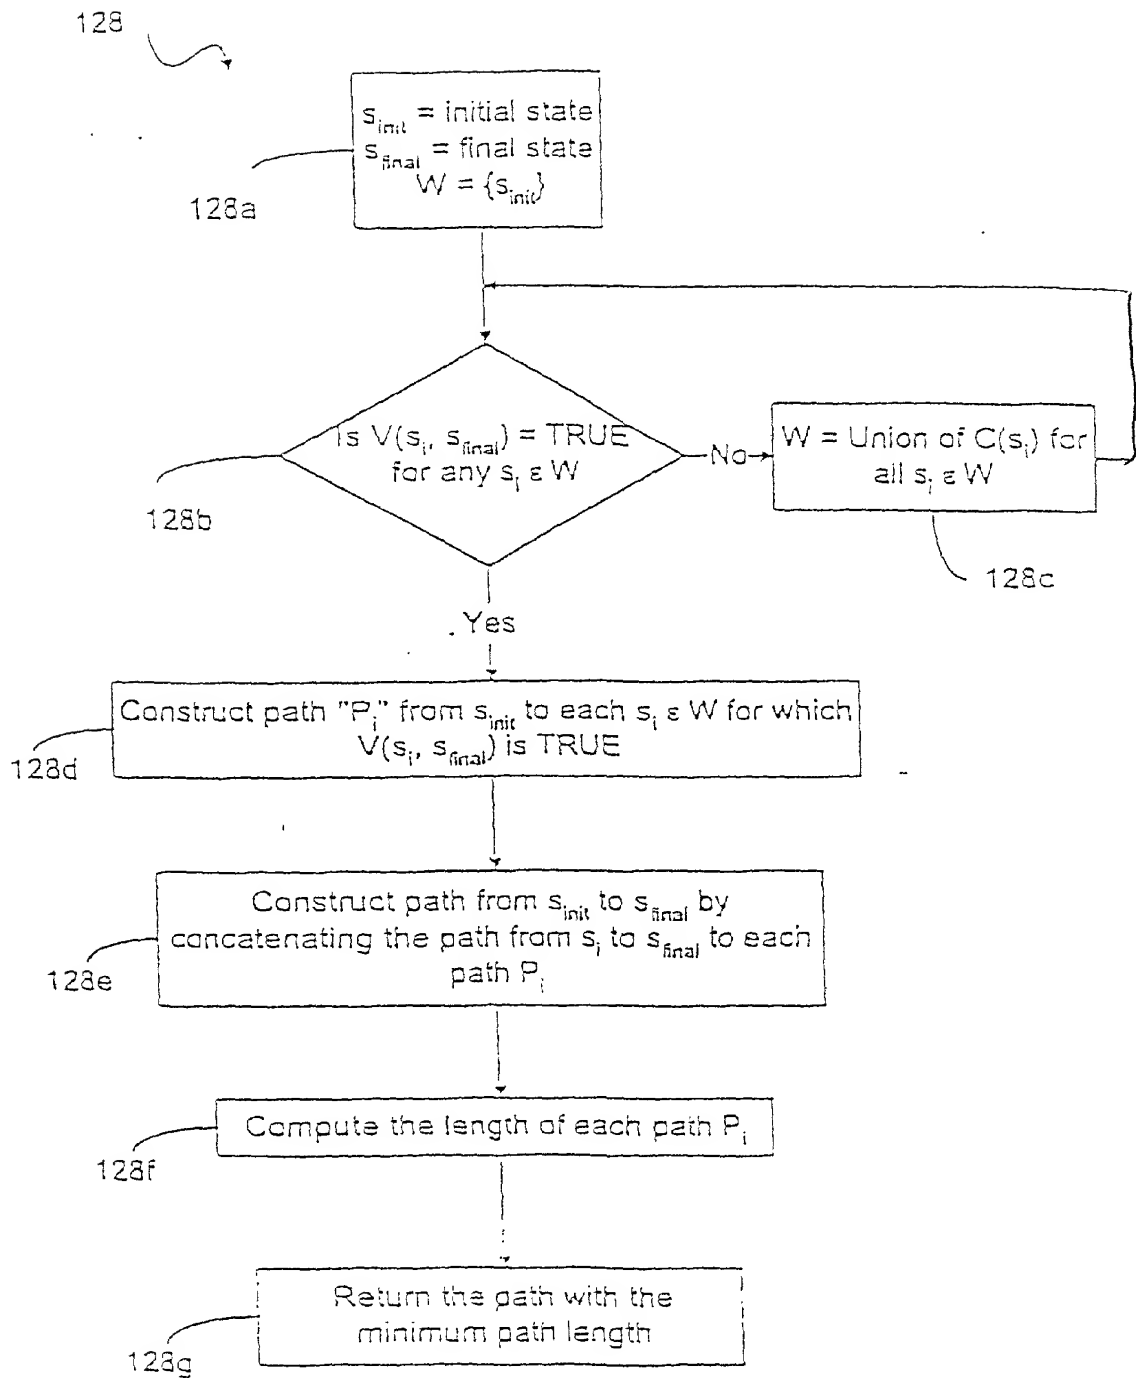 128
s_init = initial state
s_final = final state
W = {s_init}
128a
Is V(s_i, s_final) = TRUE
for any s_i ε W
128b
No
W = Union of C(s_i) for
all s_i ε W
128c
Yes
Construct path "P_i" from s_init to each s_i ε W for which
V(s_i, s_final) is TRUE
128d
Construct path from s_init to s_final by
concatenating the path from s_i to s_final to each
path P_i
128e
Compute the length of each path P_i
128f
Return the path with the
minimum path length
128g